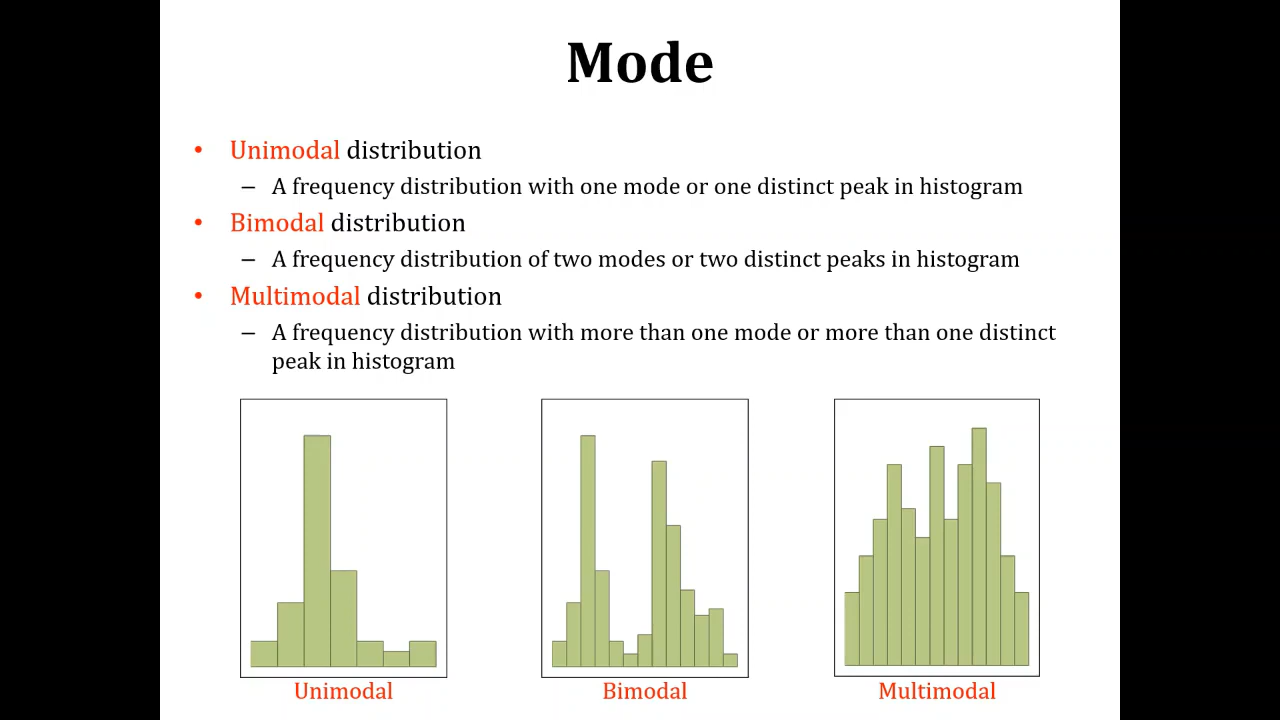 Mode
• Unimodal distribution
– A frequency distribution with one mode or one distinct peak in histogram
• Bimodal distribution
– A frequency distribution of two modes or two distinct peaks in histogram
• Multimodal distribution
– A frequency distribution with more than one mode or more than one distinct
peak in histogram
Unimodal
Bimodal
Multimodal